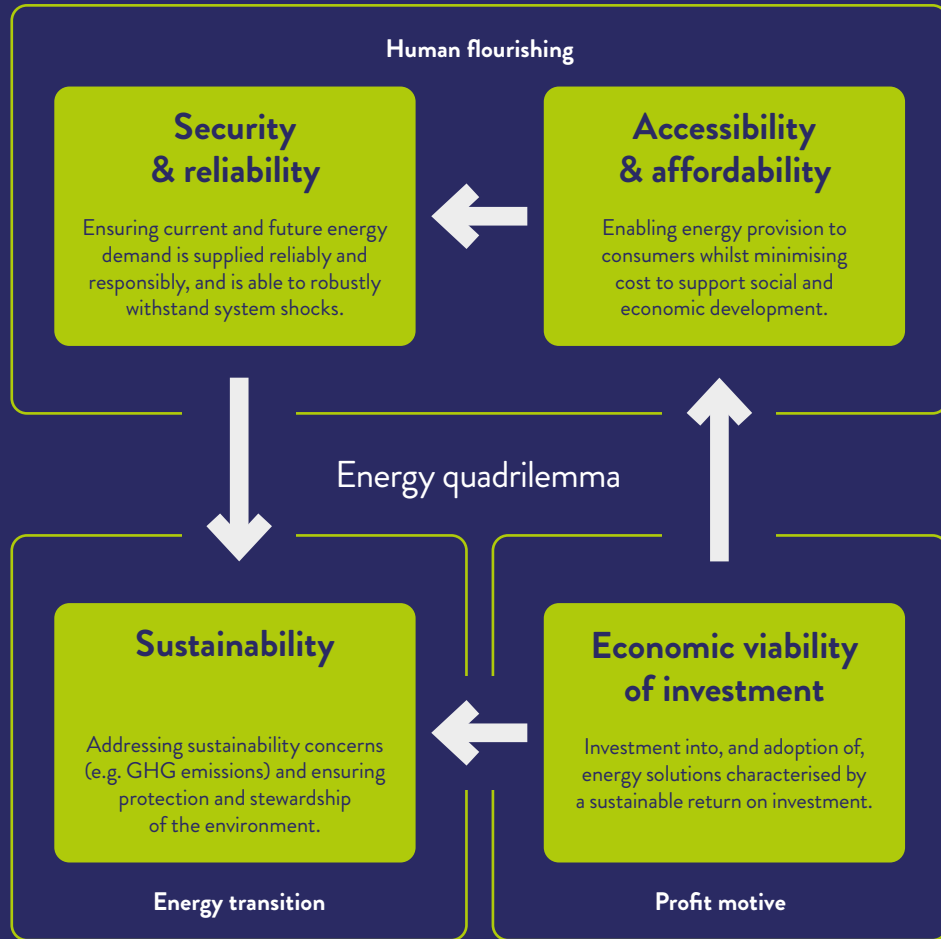 Human flourishing
Security
& reliability
Ensuring current and future energy
demand is supplied reliably and
responsibly, and is able to robustly
withstand system shocks.
Accessibility
& affordability
Enabling energy provision to
consumers whilst minimising
cost to support social and
economic development.
Energy quadrilemma
Sustainability
Addressing sustainability concerns
(e.g. GHG emissions) and ensuring
protection and stewardship
of the environment.
Energy transition
Economic viability
of investment
Investment into, and adoption of,
energy solutions characterised by
a sustainable return on investment.
Profit motive